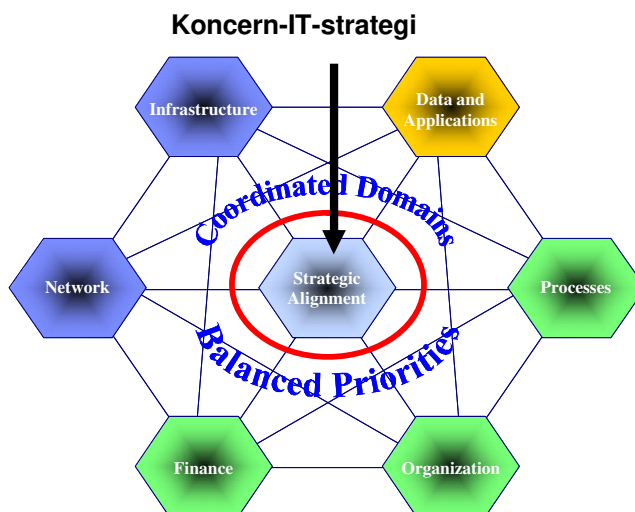 Koncern-IT-strategi
Infrastructure
Data and
Applications
Coordinated Domains
Network
Strategic
Alignment
Processes
Balanced Priorities
Finance
Organization